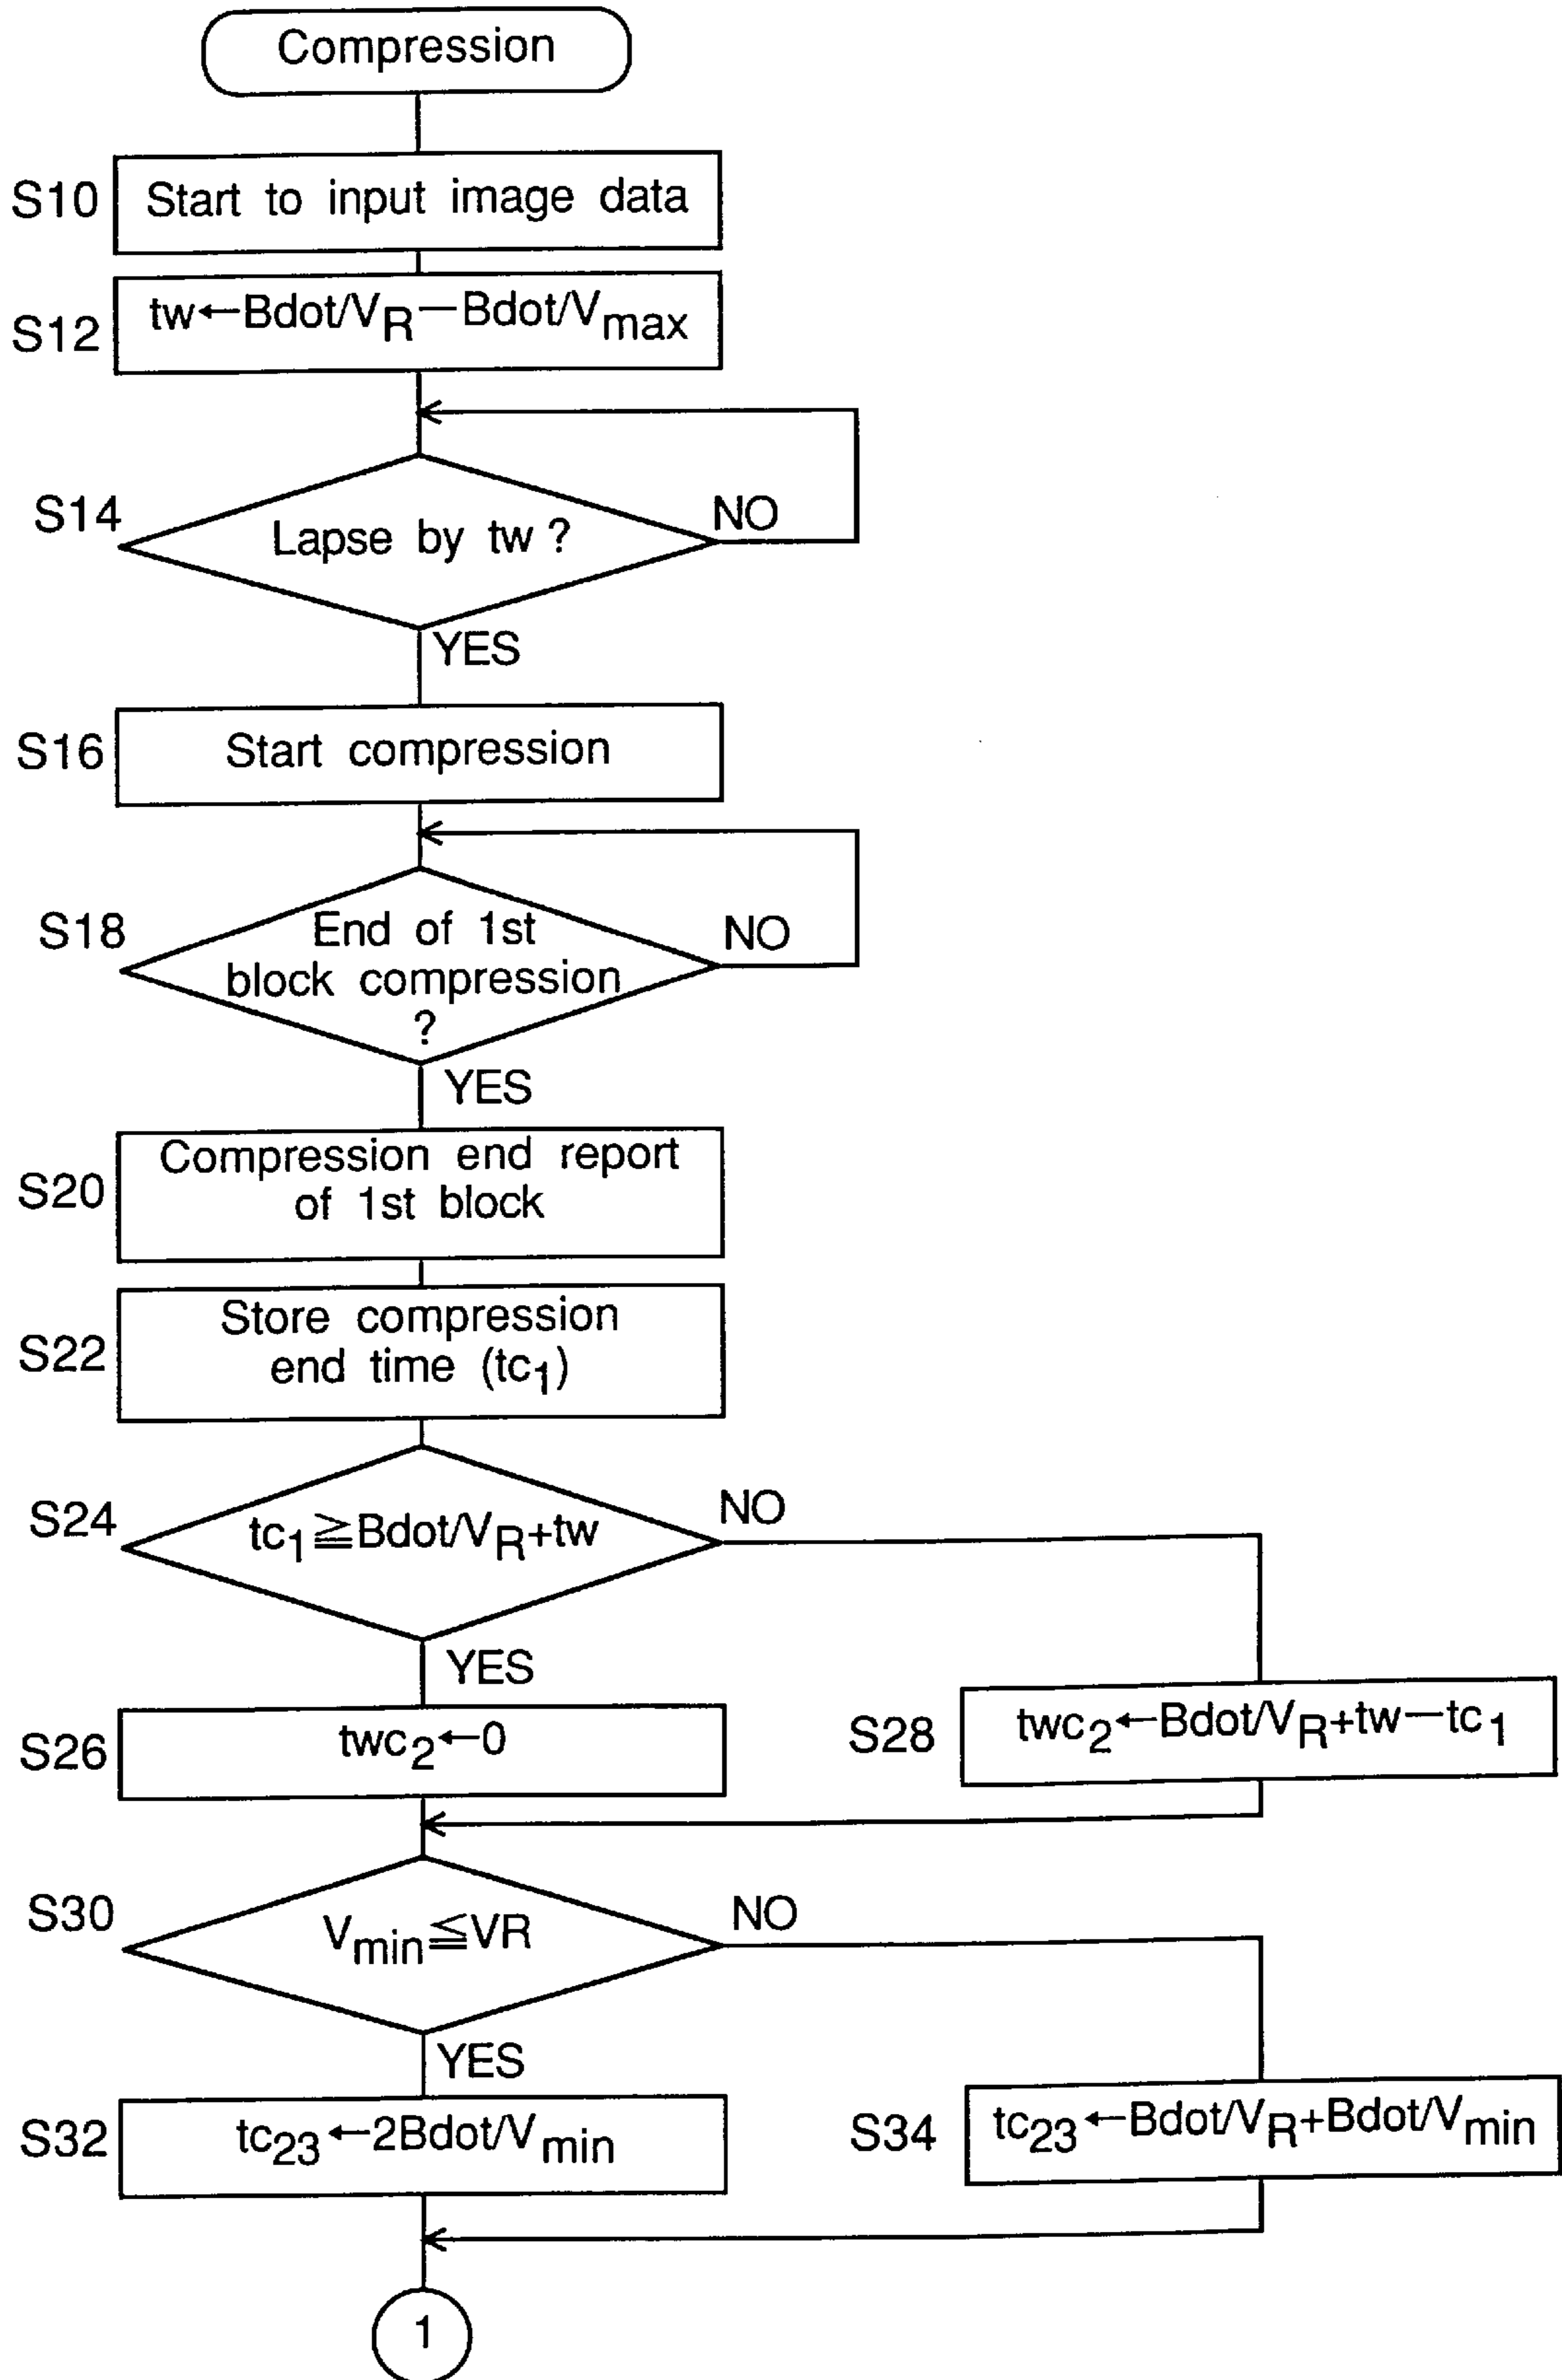 Compression
S10
Start to input image data
S12
tw←Bdot/VR—Bdot/Vmax
S14
Lapse by tw ?
NO
YES
S16
Start compression
S18
End of 1st
block compression
?
NO
YES
S20
Compression end report
of 1st block
S22
Store compression
end time (tc1)
S24
tc1≧Bdot/VR+tw
NO
YES
S26
twc2←0
S28
twc2←Bdot/VR+tw—tc1
S30
Vmin≦VR
NO
YES
S32
tc23←2Bdot/Vmin
S34
tc23←Bdot/VR+Bdot/Vmin
1